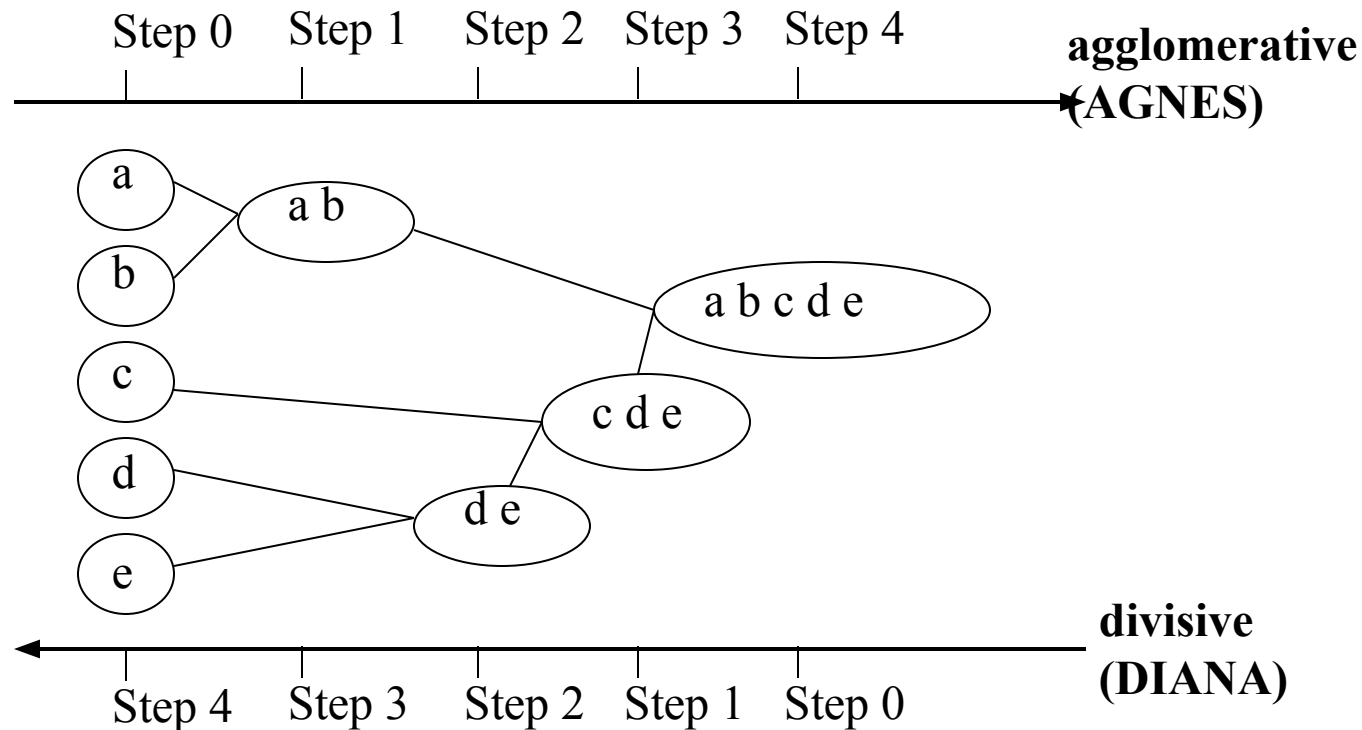 Step 0 Step 1 Step 2 Step 3 Step 4
agglomerative
(AGNES)
a
a b
b
a b c d e
c
c d e
d
d e
e
divisive
(DIANA)
Step 4 Step 3 Step 2 Step 1 Step 0